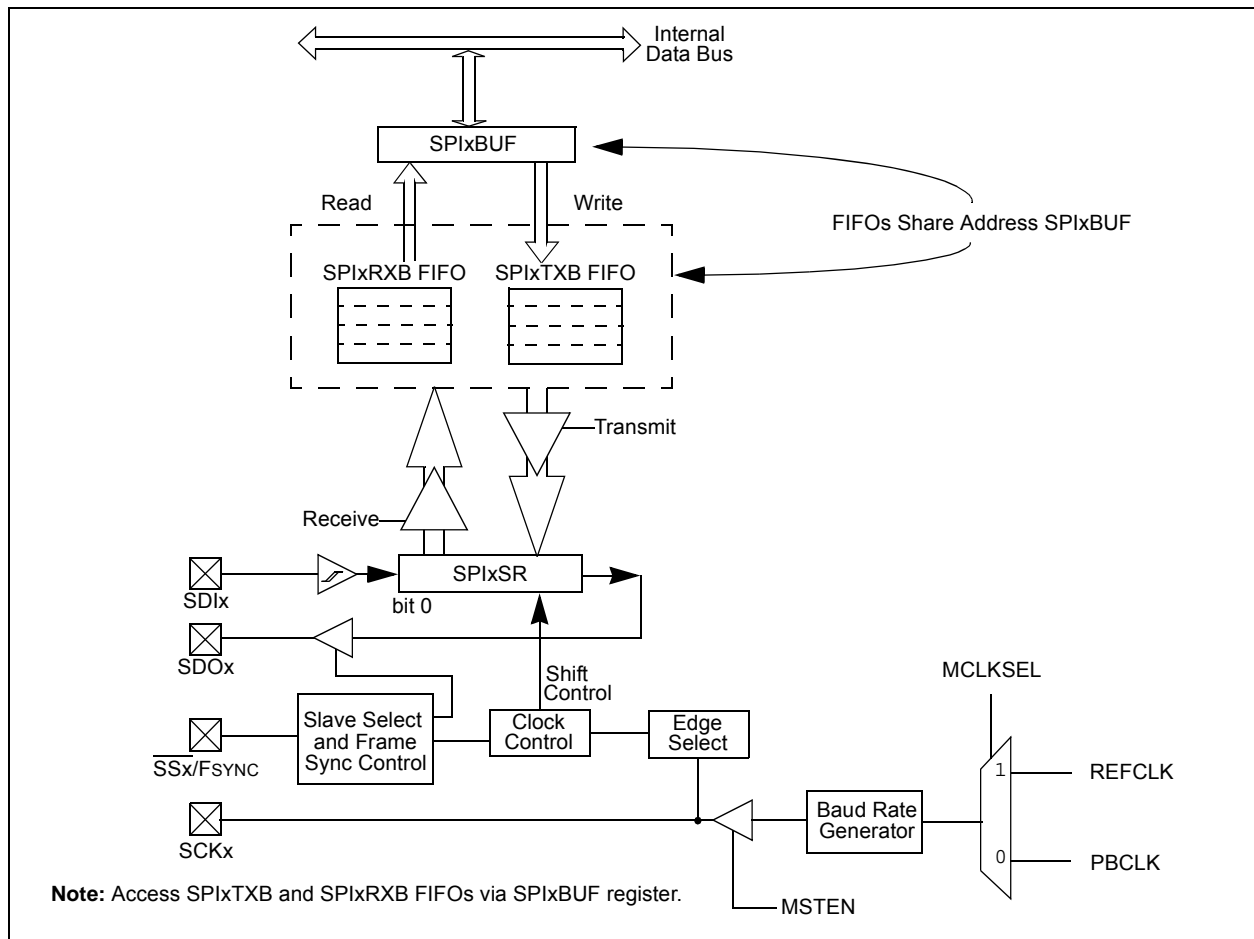 Internal
Data Bus
SPIxBUF
Read
Write
FIFOs Share Address SPIxBUF
SPIxRXB FIFO
SPIxTXB FIFO
Transmit
Receive
SPIxSR
SDIx
bit 0
SDOx
Shift
Control
MCLKSEL
Slave Select
and Frame
Sync Control
Clock
Control
Edge
Select
SSx/FSYNC
1
REFCLK
Baud Rate
Generator
SCKx
0
PBCLK
Note: Access SPIxTXB and SPIxRXB FIFOs via SPIxBUF register.
MSTEN